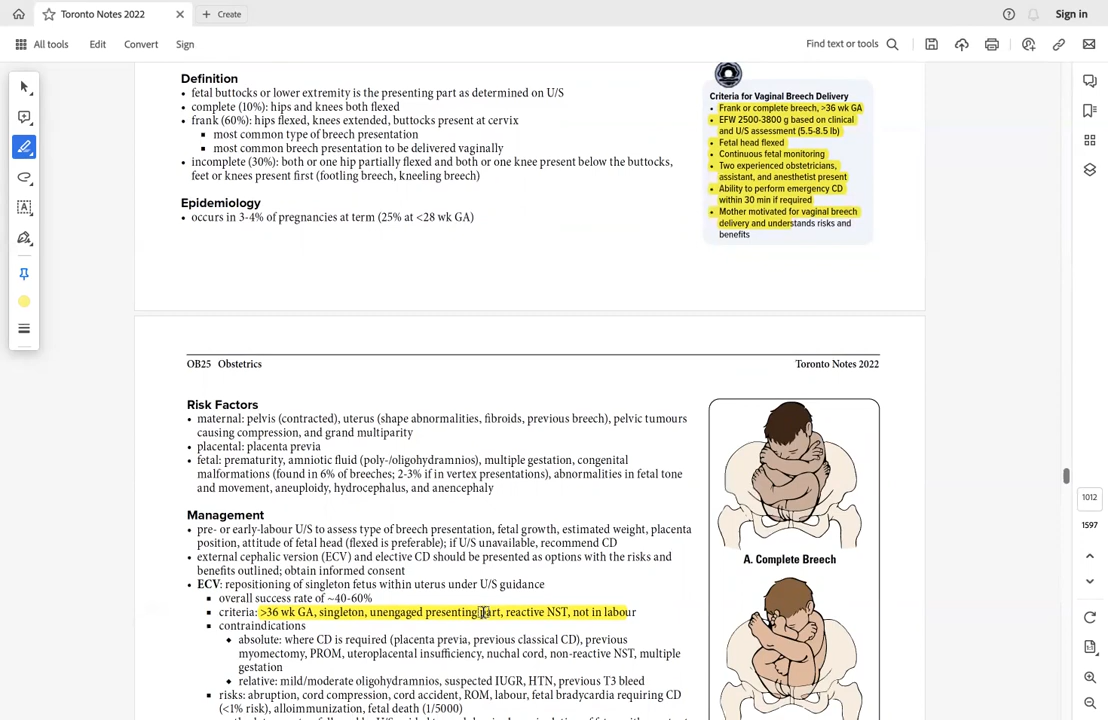 Toronto Notes 2022
+ Create
Sign in
All tools
Edit
Convert
Sign
Find text or tools
Definition
• fetal buttocks or lower extremity is the presenting part as determined on U/S
• complete (10%): hips and knees both flexed
• frank (60%): hips flexed, knees extended, buttocks present at cervix
▪ most common type of breech presentation
▪ most common breech presentation to be delivered vaginally
• incomplete (30%): both or one hip partially flexed and both or one knee present below the buttocks,
feet or knees present first (footling breech, kneeling breech)
Epidemiology
• occurs in 3-4% of pregnancies at term (25% at <28 wk GA)
Criteria for Vaginal Breech Delivery
• Frank or complete breech, >36 wk GA
• EFW 2500-3800 g based on clinical
and U/S assessment (5.5-8.5 lb)
• Fetal head flexed
• Continuous fetal monitoring
• Two experienced obstetricians,
assistant, and anesthetist present
• Ability to perform emergency CD
within 30 min if required
• Mother motivated for vaginal breech
delivery and understands risks and
benefits
OB25 Obstetrics
Toronto Notes 2022
Risk Factors
• maternal: pelvis (contracted), uterus (shape abnormalities, fibroids, previous breech), pelvic tumours
causing compression, and grand multiparity
• placental: placenta previa
• fetal: prematurity, amniotic fluid (poly-/oligohydramnios), multiple gestation, congenital
malformations (found in 6% of breeches; 2-3% if in vertex presentations), abnormalities in fetal tone
and movement, aneuploidy, hydrocephalus, and anencephaly
Management
• pre- or early-labour U/S to assess type of breech presentation, fetal growth, estimated weight, placenta
position, attitude of fetal head (flexed is preferable); if U/S unavailable, recommend CD
• external cephalic version (ECV) and elective CD should be presented as options with the risks and
benefits outlined; obtain informed consent
• ECV: repositioning of singleton fetus within uterus under U/S guidance
▪ overall success rate of ~40-60%
▪ criteria: >36 wk GA, singleton, unengaged presenting part, reactive NST, not in labour
▪ contraindications
◆ absolute: where CD is required (placenta previa, previous classical CD), previous
myomectomy, PROM, uteroplacental insufficiency, nuchal cord, non-reactive NST, multiple
gestation
◆ relative: mild/moderate oligohydramnios, suspected IUGR, HTN, previous T3 bleed
▪ risks: abruption, cord compression, cord accident, ROM, labour, fetal bradycardia requiring CD
(<1% risk), alloimmunization, fetal death (1/5000)
A. Complete Breech
1012
1597